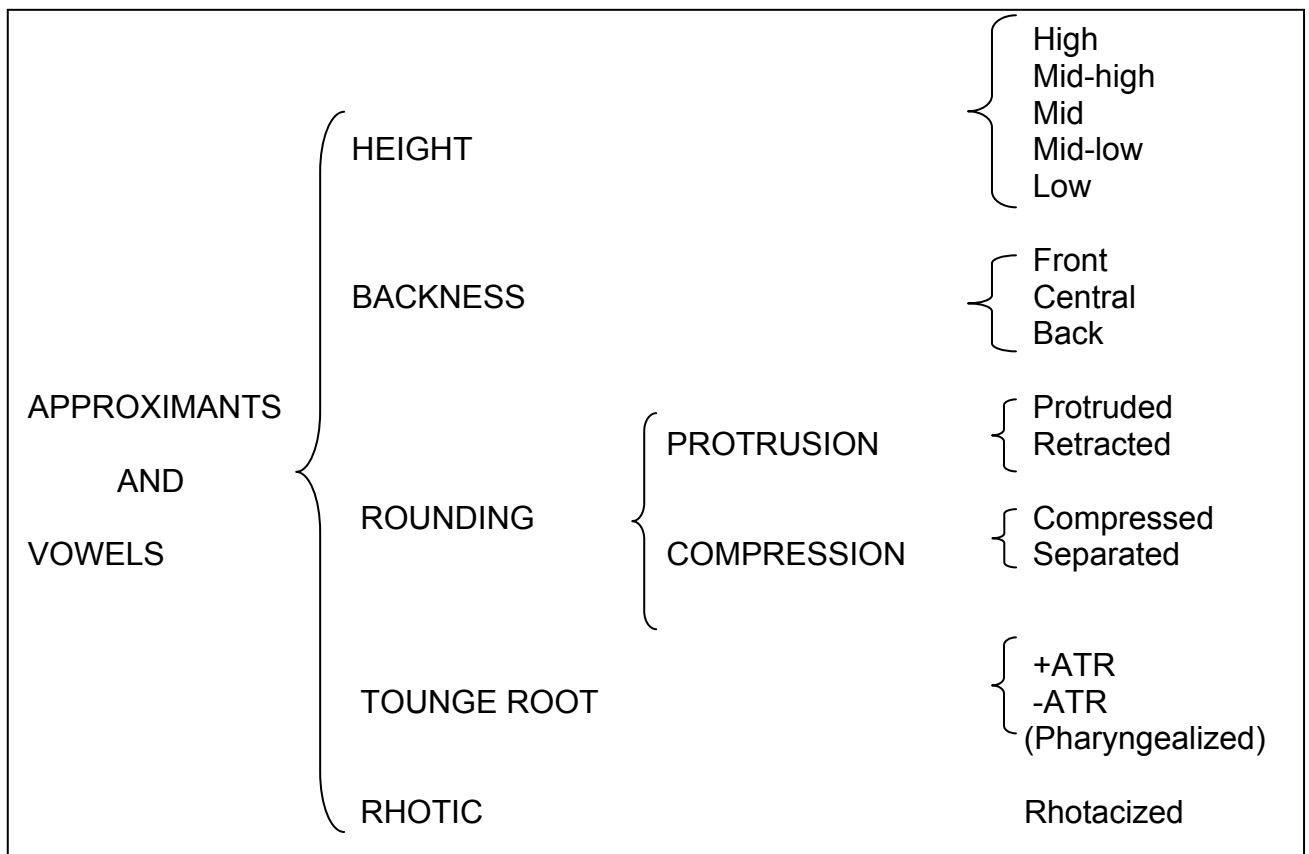 High
Mid-high
Mid
HEIGHT
Mid-low
Low
Front
BACKNESS
Central
Back
APPROXIMANTS
Protruded
PROTRUSION
Retracted
AND
ROUNDING
Compressed
VOWELS
COMPRESSION
Separated
+ATR
TOUNGE ROOT
-ATR
(Pharyngealized)
RHOTIC
Rhotacized